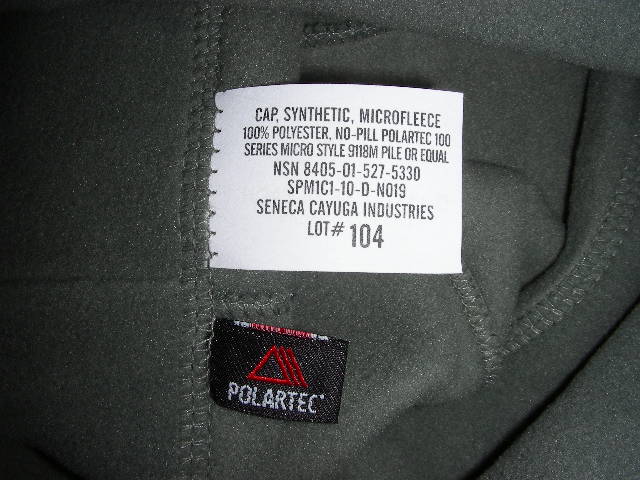 CAP, SYNTHETIC, MICROFLEECE
100% POLYESTER, NO-PILL POLARTEC 100
SERIES MICRO STYLE 9118M PILE OR EQUAL
NSN 8405-01-527-5330
SPM1C1-10-D-N019
SENECA CAYUGA INDUSTRIES
LOT# 104
POLARTEC®